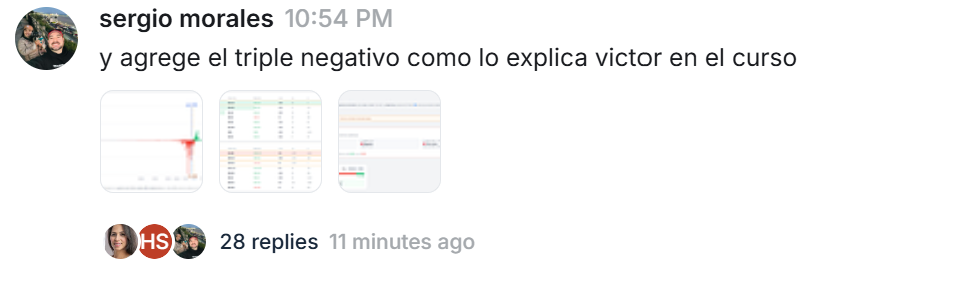 sergio morales 10:54 PM
y agrege el triple negativo como lo explica victor en el curso
HS 28 replies 11 minutes ago